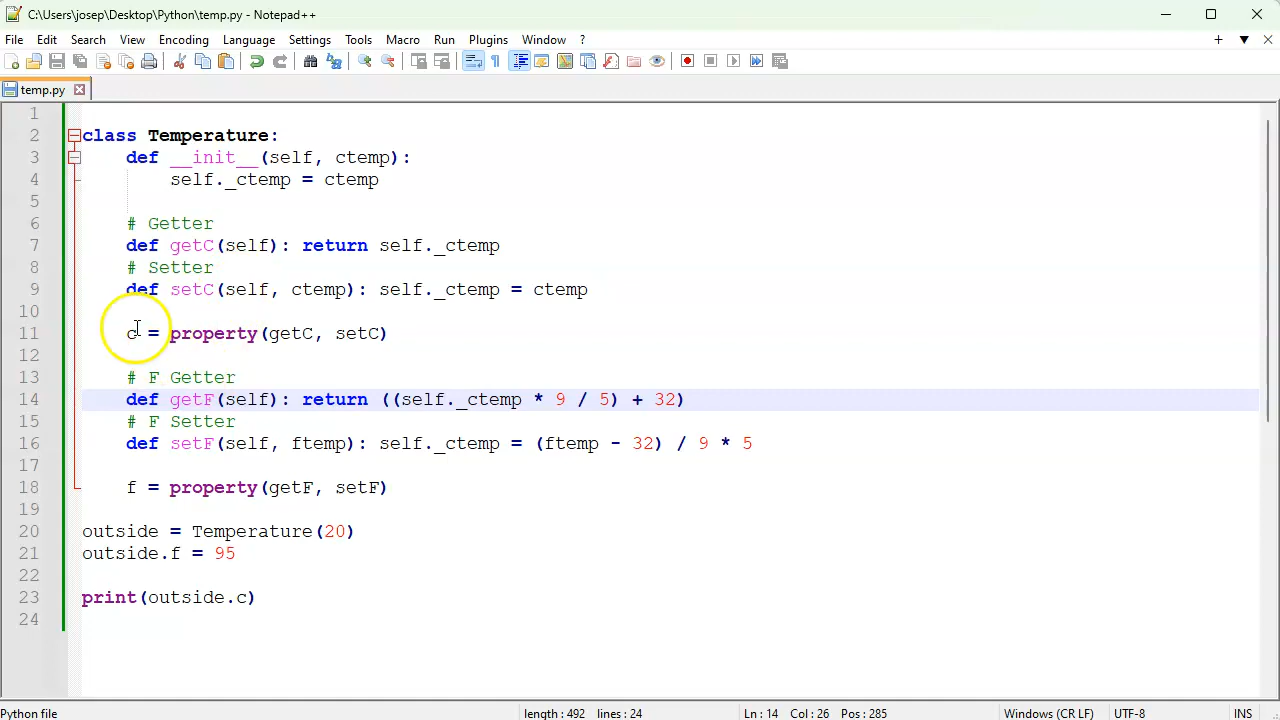 C:\Users\josep\Desktop\Python\temp.py - Notepad++
File Edit Search View Encoding Language Settings Tools Macro Run Plugins Window ?
temp.py
1
2 class Temperature:
3 def __init__(self, ctemp):
4 self._ctemp = ctemp
5
6 # Getter
7 def getC(self): return self._ctemp
8 # Setter
9 def setC(self, ctemp): self._ctemp = ctemp
10
11 c = property(getC, setC)
12
13 # F Getter
14 def getF(self): return ((self._ctemp * 9 / 5) + 32)
15 # F Setter
16 def setF(self, ftemp): self._ctemp = (ftemp - 32) / 9 * 5
17
18 f = property(getF, setF)
19
20 outside = Temperature(20)
21 outside.f = 95
22
23 print(outside.c)
24
Python file length : 492 lines : 24 Ln : 14 Col : 26 Pos : 285 Windows (CR LF) UTF-8 INS